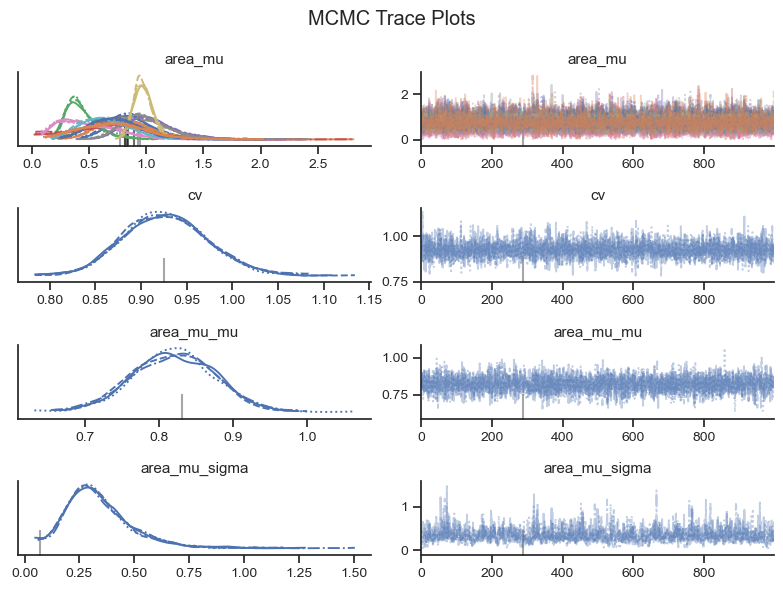 MCMC Trace Plots
area_mu
area_mu
2
0
0.0 0.5 1.0 1.5 2.0 2.5
0 200 400 600 800
cv
cv
1.00
0.75
0.80 0.85 0.90 0.95 1.00 1.05 1.10 1.15
0 200 400 600 800
area_mu_mu
area_mu_mu
1.00
0.75
0.7 0.8 0.9 1.0
0 200 400 600 800
area_mu_sigma
area_mu_sigma
1
0
0.00 0.25 0.50 0.75 1.00 1.25 1.50
0 200 400 600 800